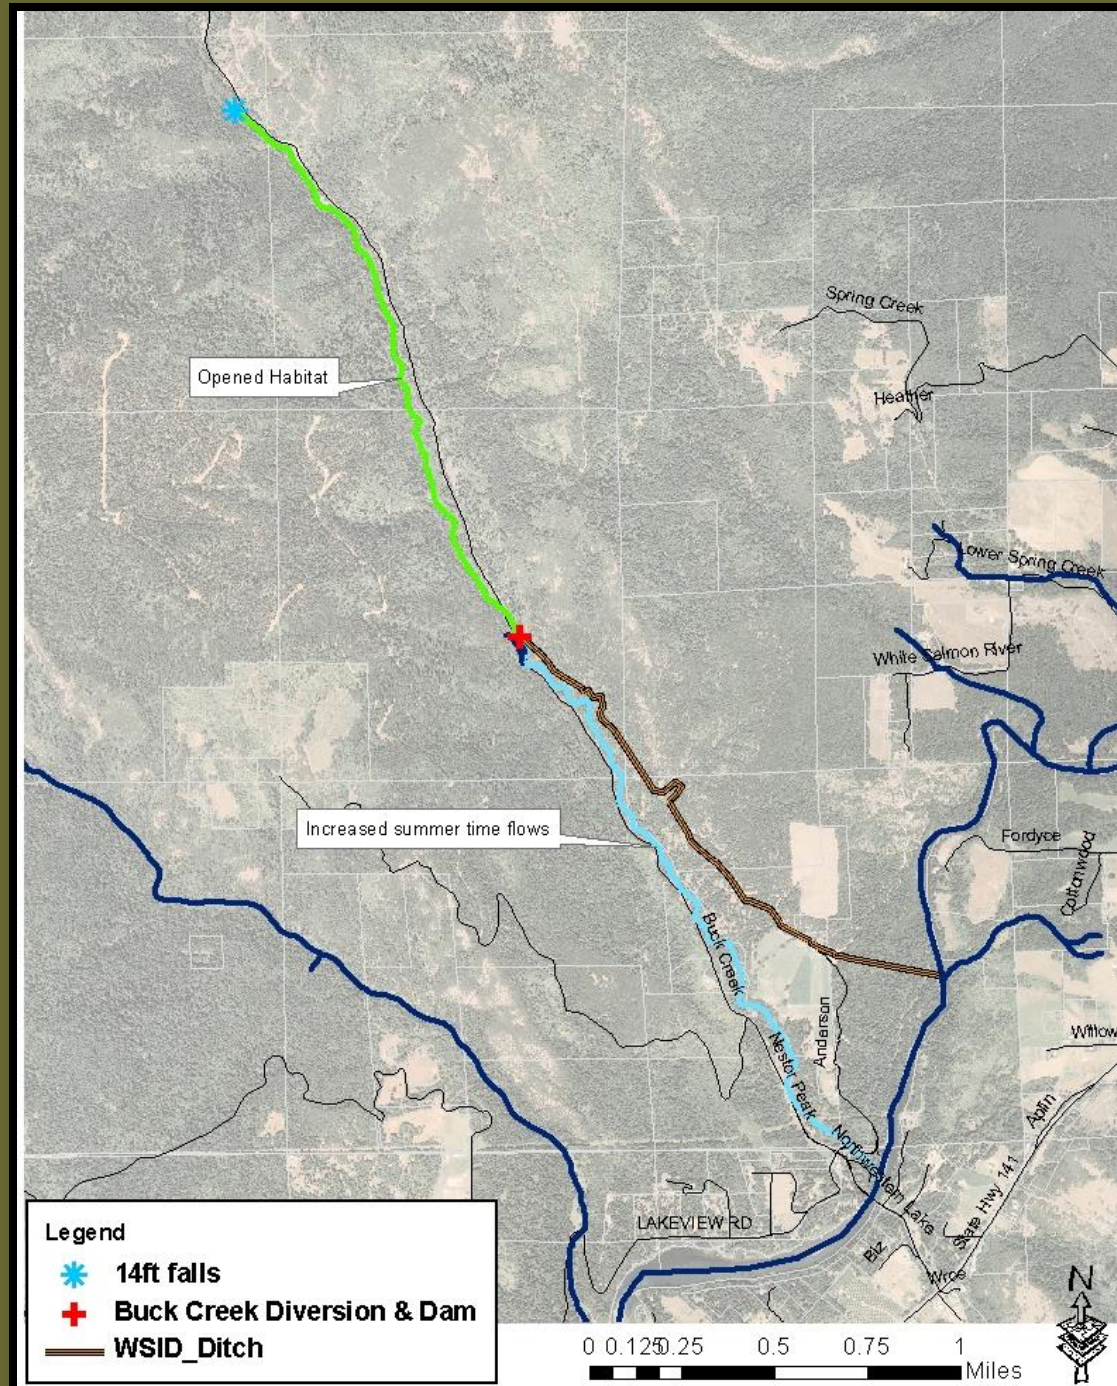 Spring Creek
Opened Habitat
Heather
Lower Spring Creek
White Salmon River
Increased summer time flows
Fordyce
Cottonwood
Buck Creek
Anderson
Willow
Nestor Peak
Aplin
Northwestern Lake
State Hwy 141
LAKEVIEW RD
Biz
Wroe
Legend
14ft falls
Buck Creek Diversion & Dam
WSID_Ditch
N
0 0.125 0.25 0.5 0.75 1
Miles